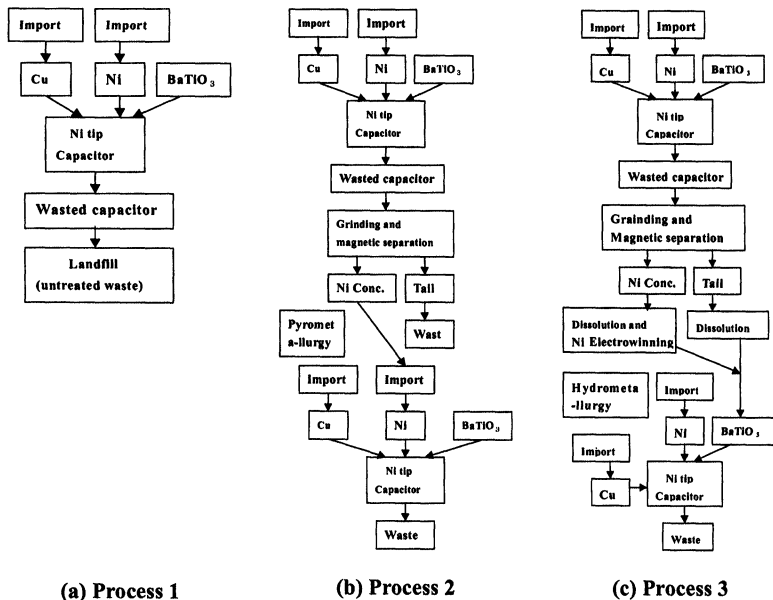 Import
Import
Cu
Ni
BaTiO₃
Ni tip
Capacitor
Wasted capacitor
Landfill
(untreated waste)
(a) Process 1
Import
Import
Cu
Ni
BaTiO₃
Ni tip
Capacitor
Wasted capacitor
Grinding and
magnetic separation
Ni Conc.
Tail
Pyromet
a-llurgy
Wast
Import
Import
Cu
Ni
BaTiO₃
Ni tip
Capacitor
Waste
(b) Process 2
Import
Import
Cu
Ni
BaTiO₃
Ni tip
Capacitor
Wasted capacitor
Grainding and
Magnetic separation
Ni Conc.
Tail
Dissolution and
Ni Electrowinning
Dissolution
Hydrometa
-llurgy
Import
Ni
BaTiO₃
Import
Cu
Ni tip
Capacitor
Waste
(c) Process 3